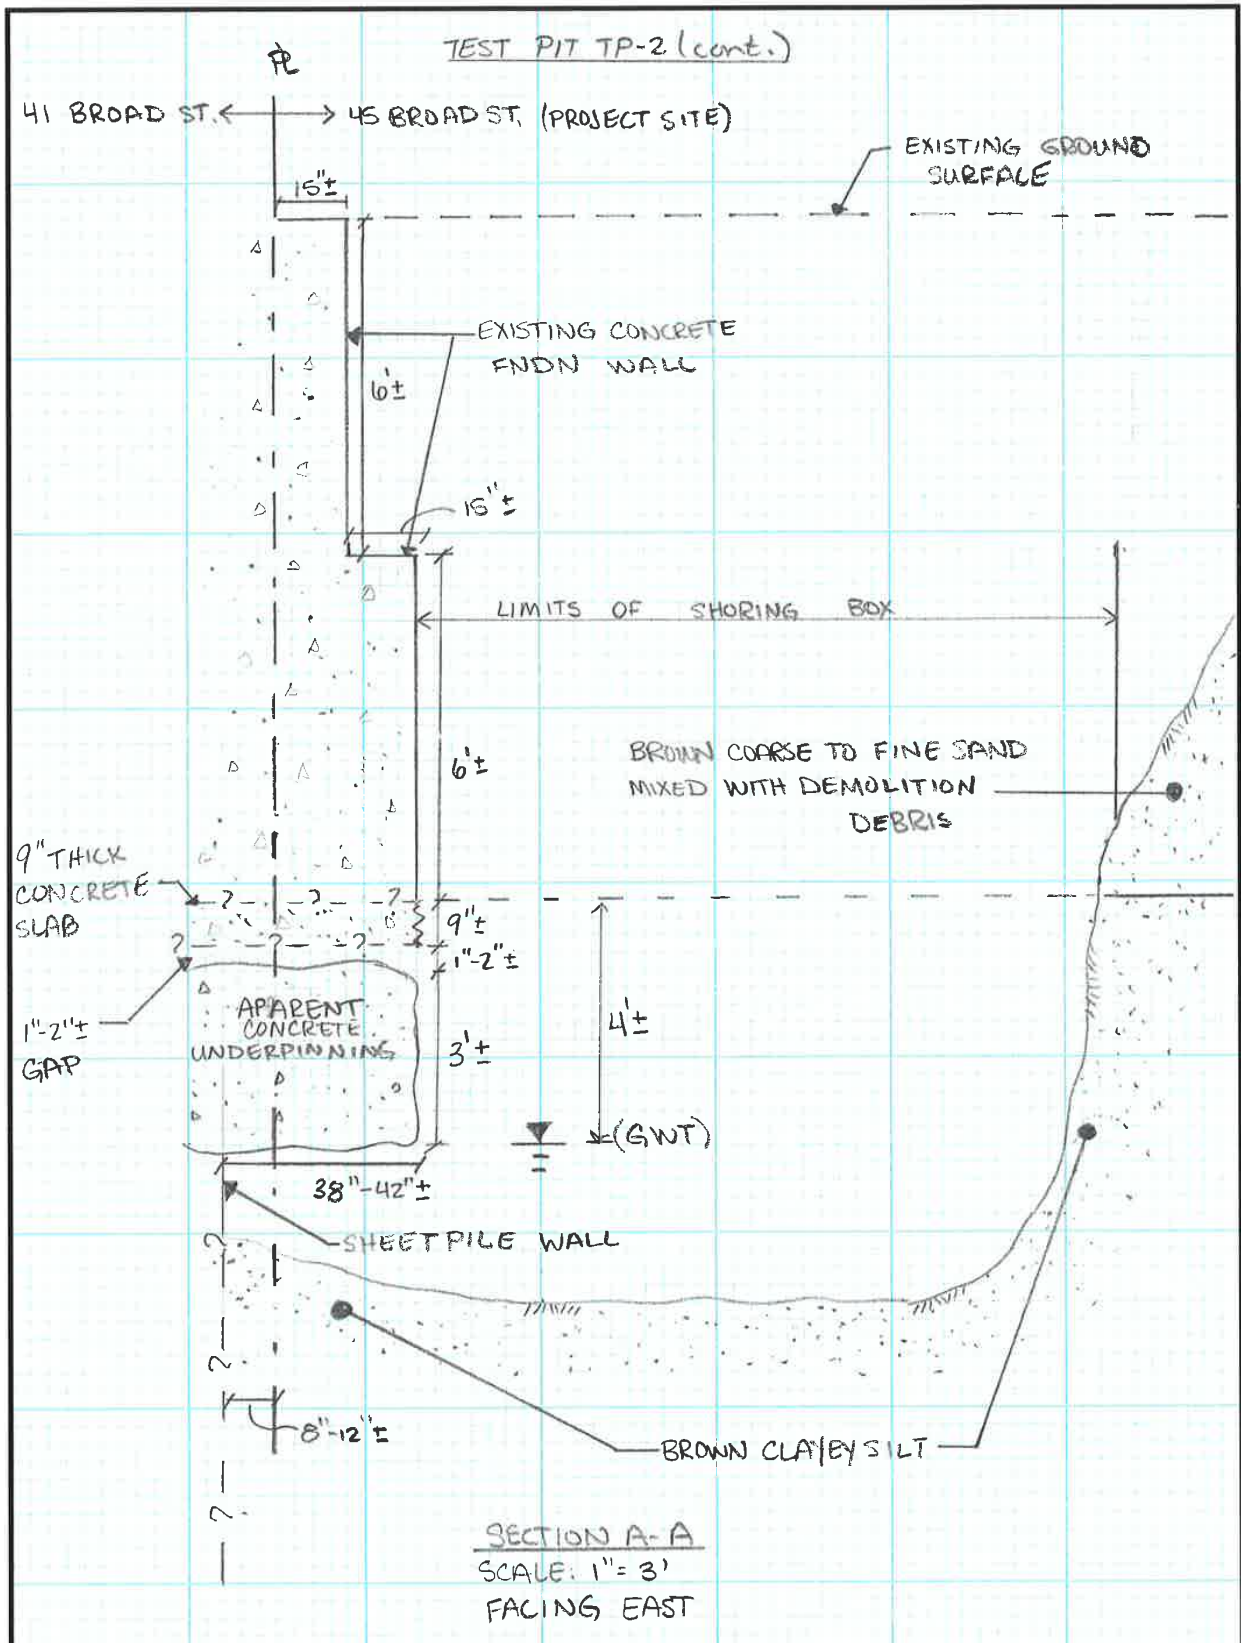 TEST PIT TP-2 (cont.)
PL
41 BROAD ST.
45 BROAD ST. (PROJECT SITE)
EXISTING GROUND
SURFACE
15"±
EXISTING CONCRETE
FNDN WALL
6'±
15"±
LIMITS OF SHORING BOX
6'±
BROWN COARSE TO FINE SAND
MIXED WITH DEMOLITION
DEBRIS
9" THICK
CONCRETE
SLAB
? ? ?
9"±
? ? ?
1"-2"±
APARENT
CONCRETE
UNDERPINNING
1"-2"±
GAP
3'±
4'±
(GWT)
38"-42"±
SHEETPILE WALL
?
?
8"-12"±
BROWN CLAYEY SILT
?
SECTION A-A
SCALE: 1"= 3'
FACING EAST